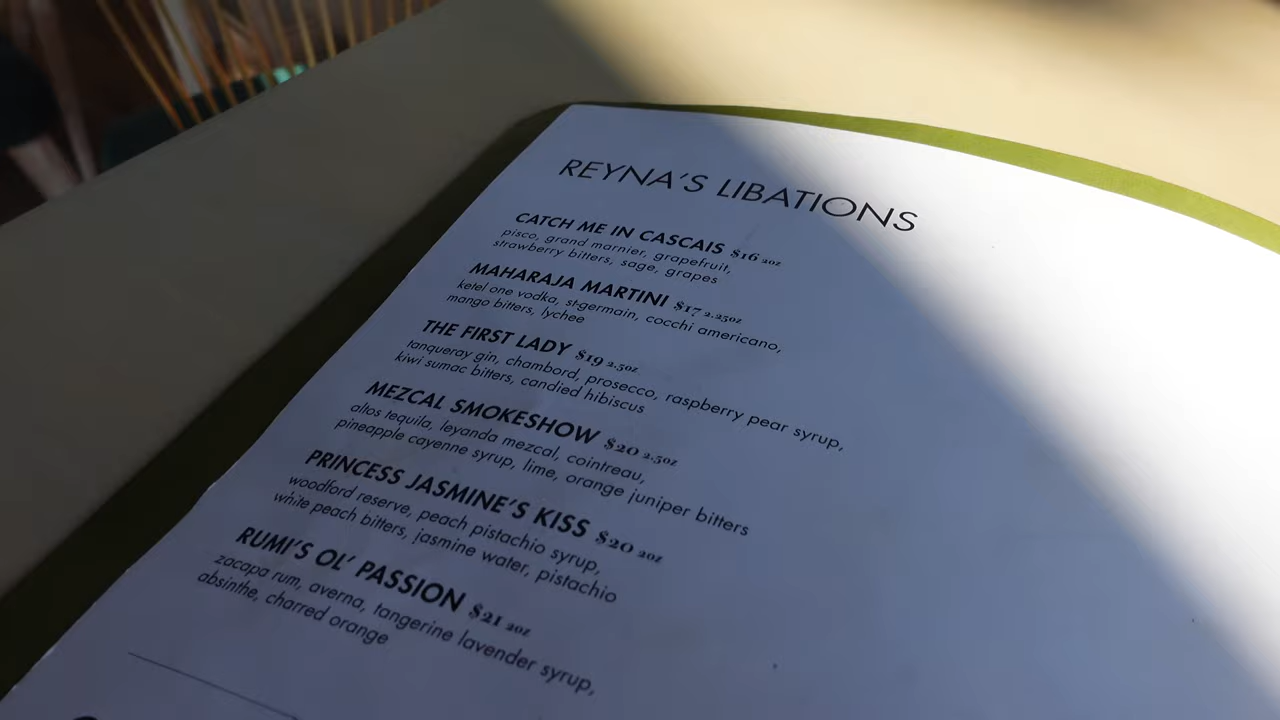 REYNA'S LIBATIONS
CATCH ME IN CASCAIS $16 2oz
pisco, grand marnier, grapefruit,
strawberry bitters, sage, grapes
MAHARAJA MARTINI $17 2.25oz
ketel one vodka, st-germain, cocchi americano,
mango bitters, lychee
THE FIRST LADY $19 2.5oz
tanqueray gin, chambord, prosecco, raspberry pear syrup,
kiwi sumac bitters, candied hibiscus
MEZCAL SMOKESHOW $20 2.5oz
altos tequila, leyanda mezcal, cointreau,
pineapple cayenne syrup, lime, orange juniper bitters
PRINCESS JASMINE'S KISS $20 2oz
woodford reserve, peach pistachio syrup,
white peach bitters, jasmine water, pistachio
RUMI'S OL' PASSION $21 2oz
zacapa rum, averna, tangerine lavender syrup,
absinthe, charred orange